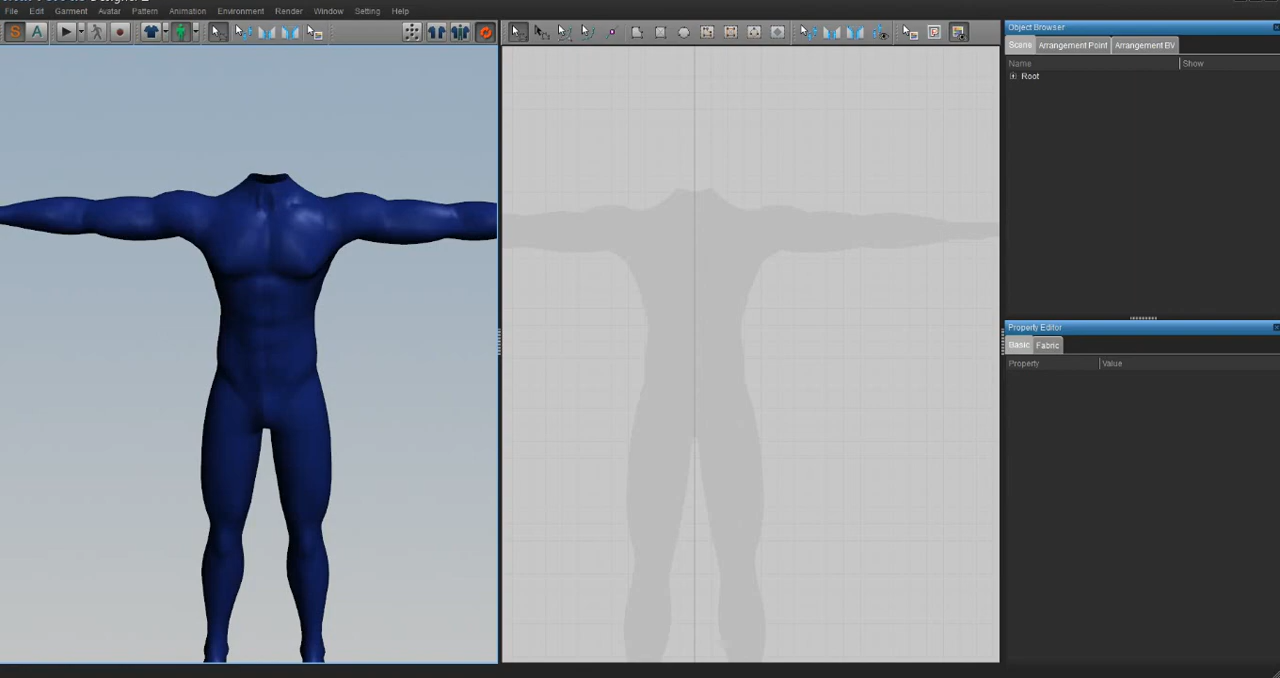 File Edit Garment Avatar Pattern Animation Environment Render Window Setting Help
S A
Object Browser
Scene Arrangement Point Arrangement BV
Name Show
Root
Property Editor
Basic Fabric
Property Value